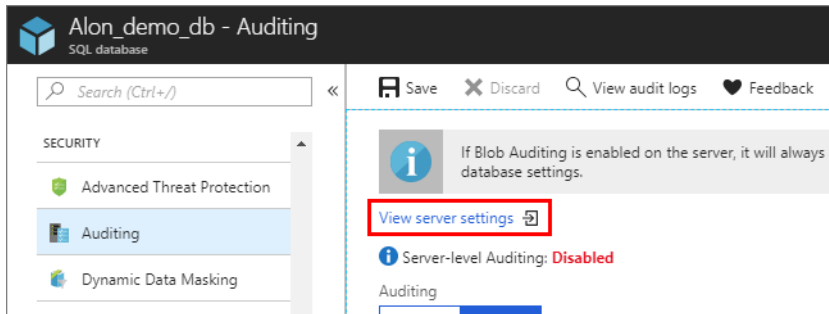 Alon_demo_db - Auditing
SQL database
Search (Ctrl+/)
«
SECURITY
Advanced Threat Protection
Auditing
Dynamic Data Masking
Save Discard View audit logs Feedback
If Blob Auditing is enabled on the server, it will always
database settings.
View server settings
Server-level Auditing: Disabled
Auditing